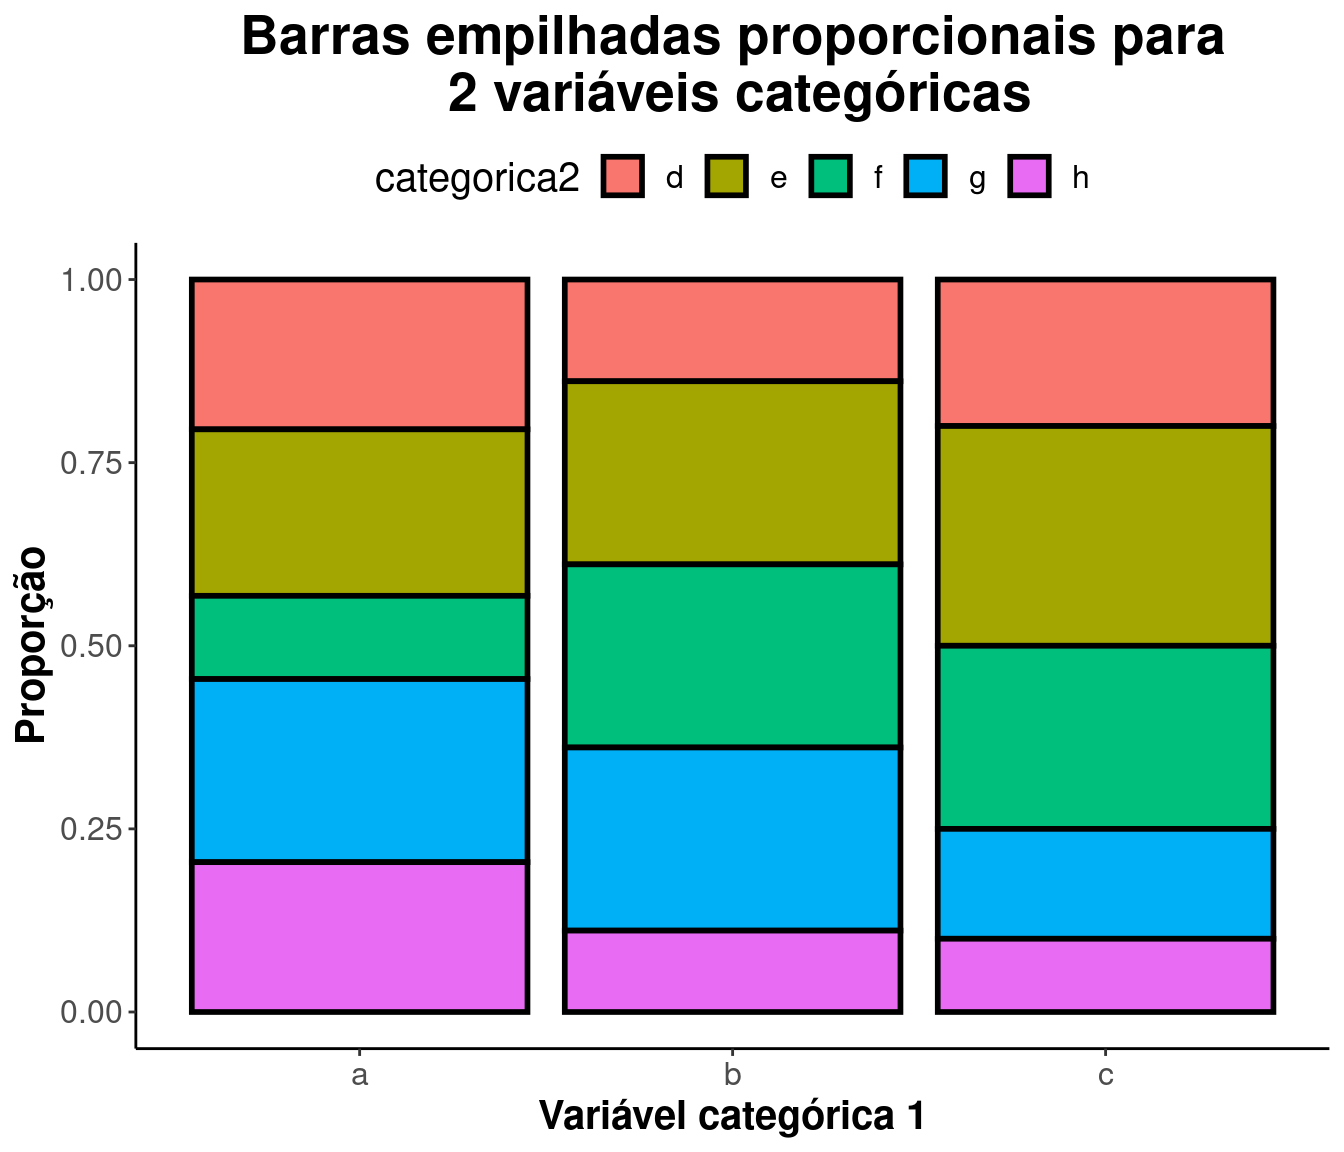 Barras empilhadas proporcionais para
2 variáveis categóricas
categorica2 d e f g h
1.00
0.75
0.50
0.25
0.00
Proporção
a b c
Variável categórica 1